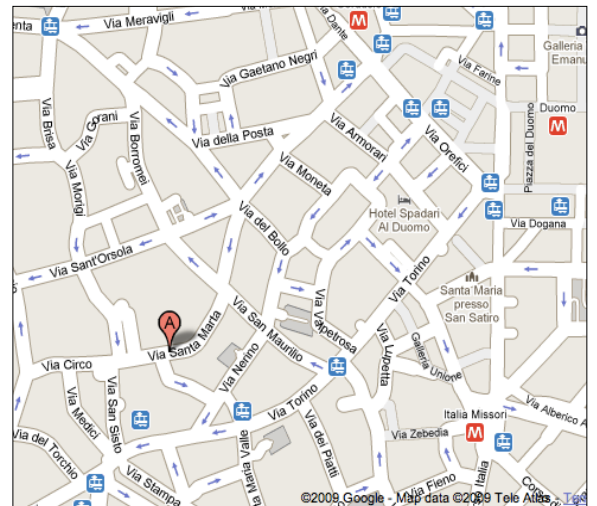 enta
Via Meravigli
M
Via Dante
Galleria
Emanu
Via Gaetano Negri
Via Farine
Via Brisa
Via Gorani
Via Borromei
Via della Posta
Via Armorari
Via Orefici
Duomo
M
Piazza del Duomo
Via Morigi
Via Moneta
Hotel Spadari
Al Duomo
Via Dogana
Via del Bollo
Via Sant'Orsola
Via Torino
Santa Maria
presso
San Satiro
A
Via Santa Marta
Via San Maurilio
Via Valpetrosa
Via Lupetta
Galleria Unione
Via Circo
Via Nerino
Via Medici
Via San Sisto
Via Torino
Italia Missori
M
Via Alberico A
Via Zebedia
Via del Torchio
Via Stampa
a Maria Valle
Via dei Piatti
Via Fieno
Italia
Corso
©2009 Google - Map data ©2009 Tele Atlas -